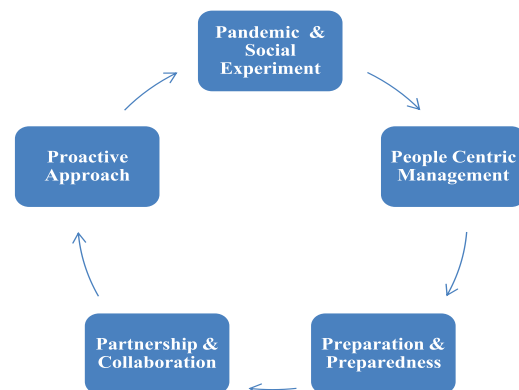 Pandemic &
Social
Experiment
People Centric
Management
Preparation &
Preparedness
Partnership &
Collaboration
Proactive
Approach